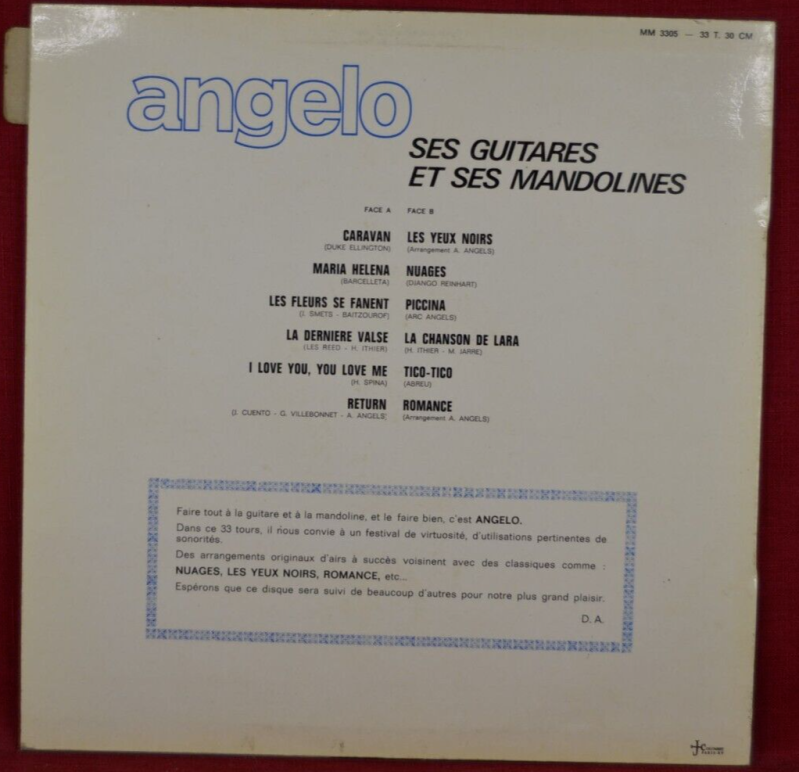 MM 3305 — 33 T. 30 CM
angelo
SES GUITARES
ET SES MANDOLINES
FACE A
CARAVAN
(DUKE ELLINGTON)
MARIA HELENA
(BARCELLETA)
LES FLEURS SE FANENT
(J. SMETS - BAITZOUROF)
LA DERNIERE VALSE
(LES REED - H. ITHIER)
I LOVE YOU, YOU LOVE ME
(H. SPINA)
RETURN
(J. CUENTO - G. VILLEBONNET - A. ANGELS)
FACE B
LES YEUX NOIRS
(Arrangement A. ANGELS)
NUAGES
(DJANGO REINHART)
PICCINA
(ARC ANGELS)
LA CHANSON DE LARA
(H. ITHIER - M. JARRE)
TICO-TICO
(ABREU)
ROMANCE
(Arrangement A. ANGELS)
Faire tout à la guitare et à la mandoline, et le faire bien, c'est ANGELO.
Dans ce 33 tours, il nous convie à un festival de virtuosité, d'utilisations pertinentes de
sonorités.
Des arrangements originaux d'airs à succès voisinent avec des classiques comme :
NUAGES, LES YEUX NOIRS, ROMANCE, etc...
Espérons que ce disque sera suivi de beaucoup d'autres pour notre plus grand plaisir.
D. A.